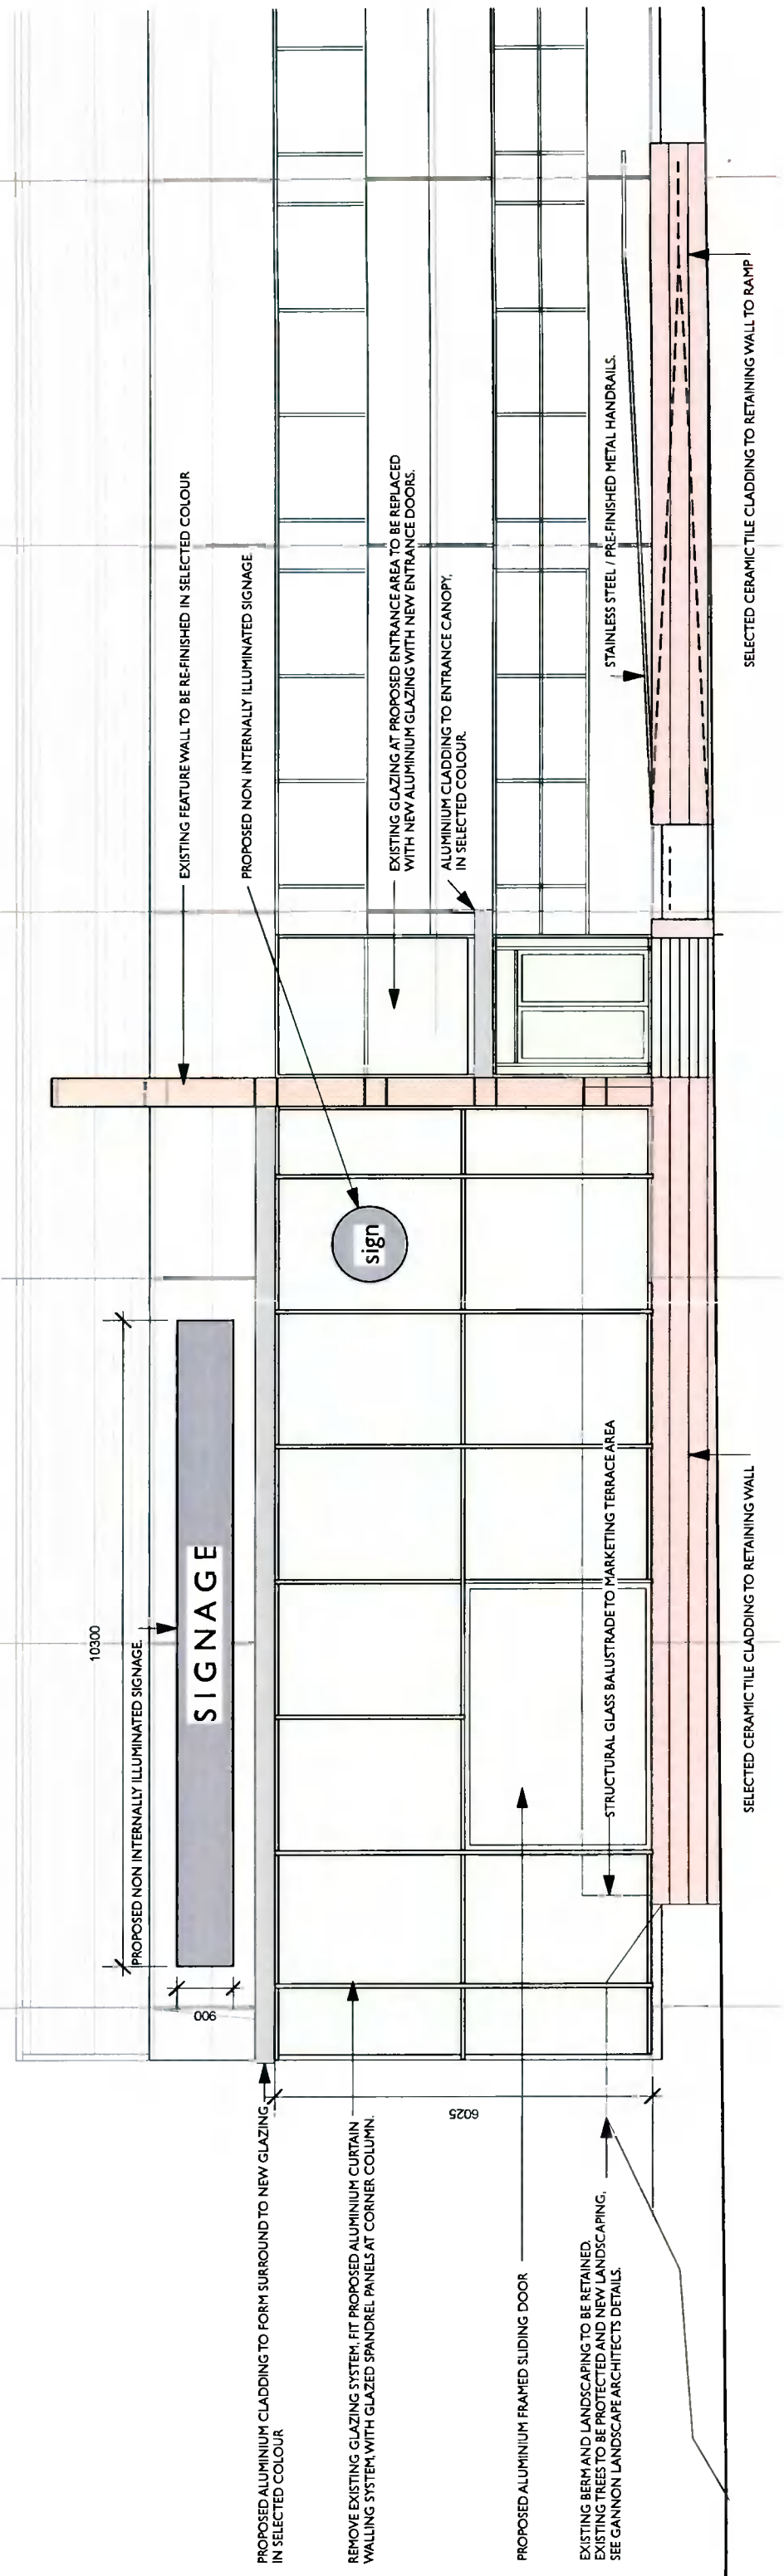 EXISTING FEATURE WALL TO BE RE-FINISHED IN SELECTED COLOUR
PROPOSED NON INTERNALLY ILLUMINATED SIGNAGE.
EXISTING GLAZING AT PROPOSED ENTRANCE AREA TO BE REPLACED
WITH NEW ALUMINIUM GLAZING WITH NEW ENTRANCE DOORS.
ALUMINIUM CLADDING TO ENTRANCE CANOPY,
IN SELECTED COLOUR.
STAINLESS STEEL / PRE-FINISHED METAL HANDRAILS.
SELECTED CERAMIC TILE CLADDING TO RETAINING WALL TO RAMP
10300
PROPOSED NON INTERNALLY ILLUMINATED SIGNAGE.
SIGNAGE
900
sign
STRUCTURAL GLASS BALUSTRADE TO MARKETING TERRACE AREA
SELECTED CERAMIC TILE CLADDING TO RETAINING WALL
PROPOSED ALUMINIUM CLADDING TO FORM SURROUND TO NEW GLAZING
IN SELECTED COLOUR
6025
REMOVE EXISTING GLAZING SYSTEM, FIT PROPOSED ALUMINIUM CURTAIN
WALLING SYSTEM, WITH GLAZED SPANDREL PANELS AT CORNER COLUMN.
PROPOSED ALUMINIUM FRAMED SLIDING DOOR
EXISTING BERM AND LANDSCAPING TO BE RETAINED.
EXISTING TREES TO BE PROTECTED AND NEW LANDSCAPING,
SEE GANNON LANDSCAPE ARCHITECTS DETAILS.